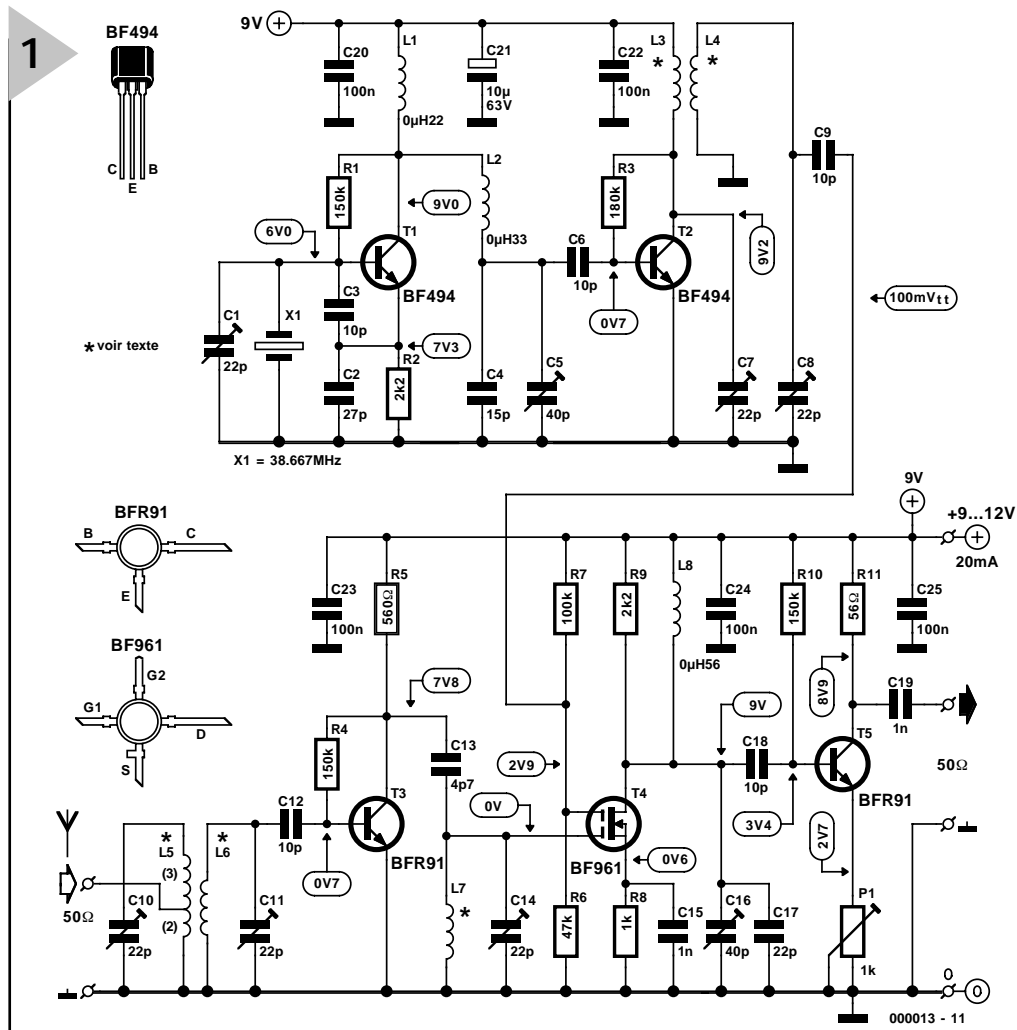 1
BF494
C
E
B
9V
C20
100n
L1
0µH22
C21
10µ
63V
C22
100n
L3
*
L4
*
C9
10p
R1
150k
9V0
L2
0µH33
R3
180k
6V0
T1
BF494
C6
10p
T2
BF494
9V2
0V7
100mVtt
C1
22p
X1
C3
10p
7V3
* voir texte
C2
27p
R2
2k2
C4
15p
C5
40p
C7
22p
C8
22p
X1 = 38.667MHz
9V
+9...12V
20mA
BFR91
B
C
E
C23
100n
R5
560Ω
R7
100k
R9
2k2
L8
0µH56
C24
100n
R10
150k
R11
56Ω
C25
100n
BF961
G2
G1
D
S
7V8
8V9
C19
1n
9V
R4
150k
C13
4p7
2V9
C18
10p
T5
BFR91
50Ω
0V
T4
BF961
3V4
2V7
C12
10p
T3
BFR91
0V6
*
L5
(3)
(2)
*
L6
0V7
50Ω
C10
22p
C11
22p
L7
*
C14
22p
R6
47k
R8
1k
C15
1n
C16
40p
C17
22p
P1
1k
0
0
000013 - 11